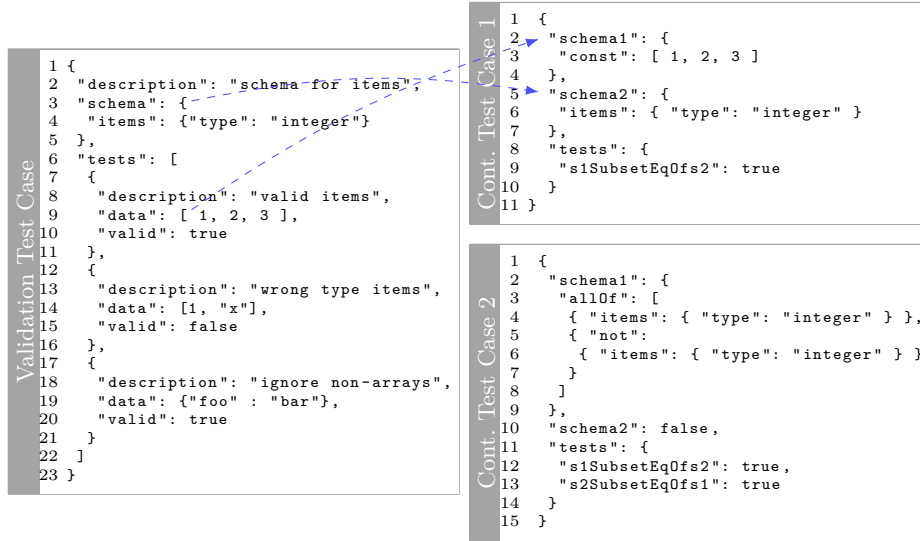 Validation Test Case
1 {
2  "description": "schema for items",
3  "schema": {
4   "items": {"type": "integer"}
5  },
6  "tests": [
7   {
8    "description": "valid items",
9    "data": [ 1, 2, 3 ],
10    "valid": true
11   },
12   {
13    "description": "wrong type items",
14    "data": [1, "x"],
15    "valid": false
16   },
17   {
18    "description": "ignore non-arrays",
19    "data": {"foo" : "bar"},
20    "valid": true
21   }
22  ]
23 }
Cont. Test Case 1
1 {
2  "schema1": {
3   "const": [ 1, 2, 3 ]
4  },
5  "schema2": {
6   "items": { "type": "integer" }
7  },
8  "tests": {
9   "s1SubsetEqOfs2": true
10  }
11 }
Cont. Test Case 2
1 {
2  "schema1": {
3   "allOf": [
4    { "items": { "type": "integer" } },
5    { "not":
6     { "items": { "type": "integer" } }
7    }
8   ]
9  },
10  "schema2": false,
11  "tests": {
12   "s1SubsetEqOfs2": true,
13   "s2SubsetEqOfs1": true
14  }
15 }